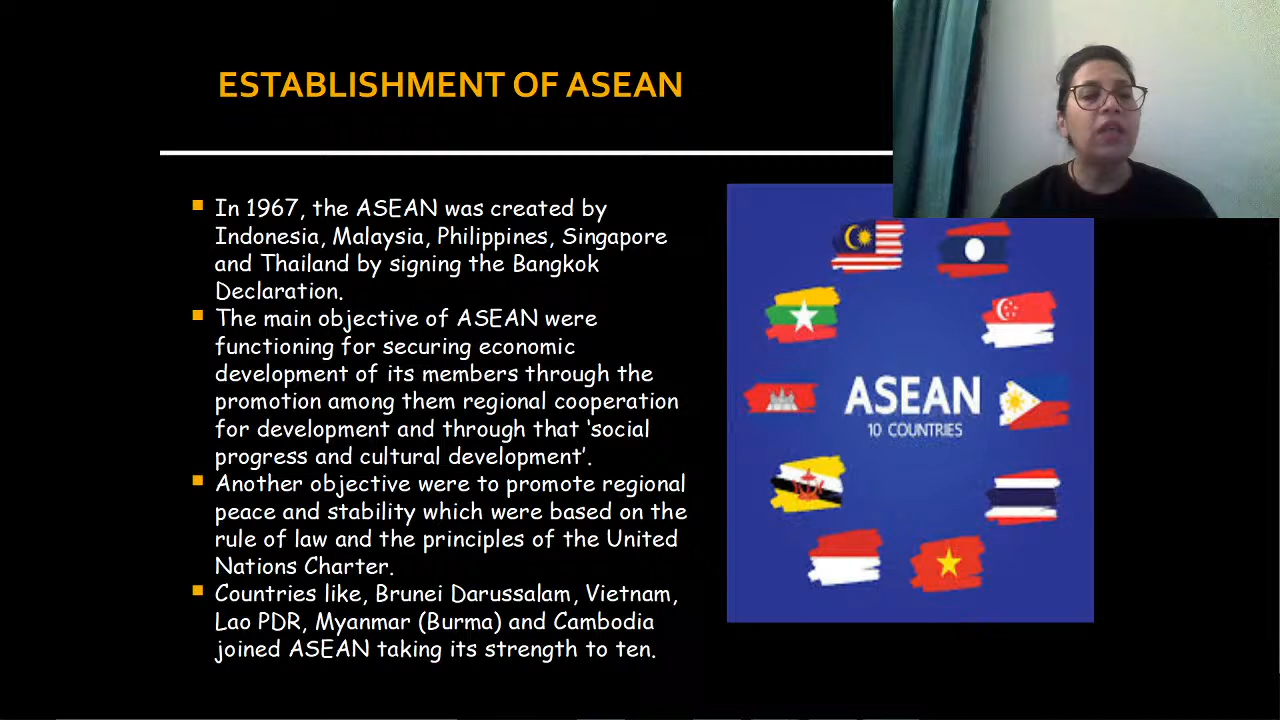 ESTABLISHMENT OF ASEAN
In 1967, the ASEAN was created by
Indonesia, Malaysia, Philippines, Singapore
and Thailand by signing the Bangkok
Declaration.
The main objective of ASEAN were
functioning for securing economic
development of its members through the
promotion among them regional cooperation
for development and through that ‘social
progress and cultural development’.
Another objective were to promote regional
peace and stability which were based on the
rule of law and the principles of the United
Nations Charter.
Countries like, Brunei Darussalam, Vietnam,
Lao PDR, Myanmar (Burma) and Cambodia
joined ASEAN taking its strength to ten.
ASEAN
10 COUNTRIES